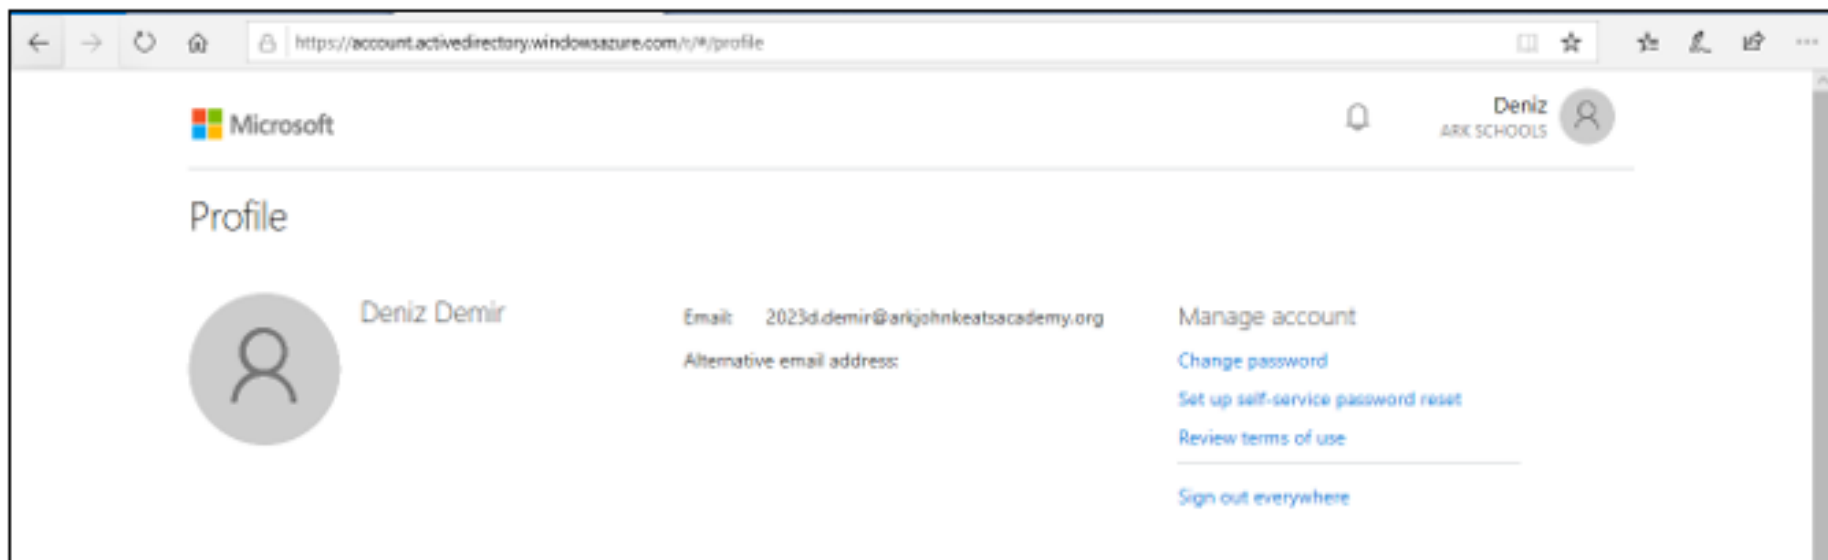 https://account.activedirectory.windowsazure.com/r/#/profile
Microsoft
Deniz
ARK SCHOOLS
Profile
Deniz Demir
Email: 2023d.demir@arkjohnkeatsacademy.org
Alternative email address:
Manage account
Change password
Set up self-service password reset
Review terms of use
Sign out everywhere